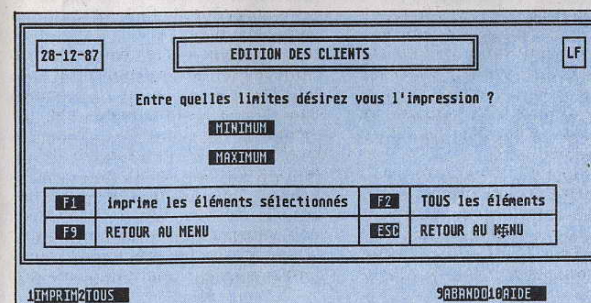 28-12-87 EDITION DES CLIENTS LF
Entre quelles limites désirez vous l'impression ?
MINIMUM
MAXIMUM
F1 imprime les éléments sélectionnés F2 TOUS les éléments
F9 RETOUR AU MENU ESC RETOUR AU MENU
1IMPRIM2TOUS 9ABANDO10AIDE